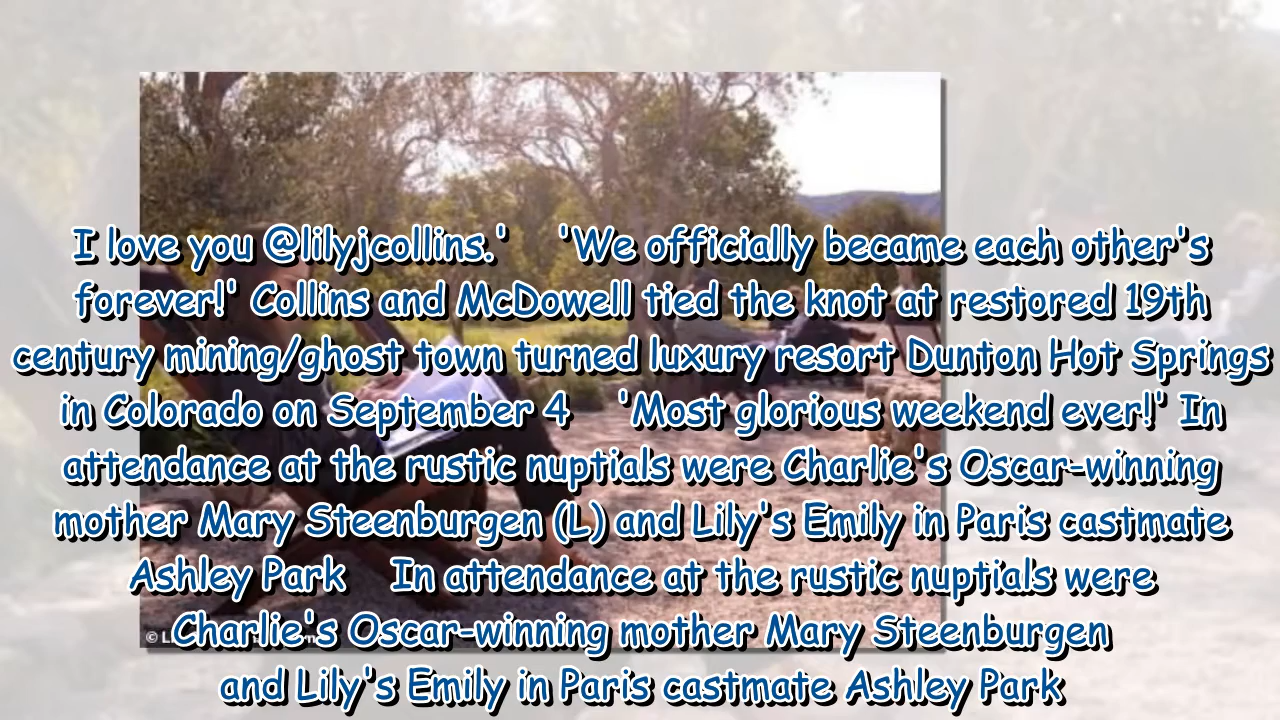 I love you @lilyjcollins.' 'We officially became each other's
forever!' Collins and McDowell tied the knot at restored 19th
century mining/ghost town turned luxury resort Dunton Hot Springs
in Colorado on September 4 'Most glorious weekend ever!' In
attendance at the rustic nuptials were Charlie's Oscar-winning
mother Mary Steenburgen (L) and Lily's Emily in Paris castmate
Ashley Park In attendance at the rustic nuptials were
Charlie's Oscar-winning mother Mary Steenburgen
and Lily's Emily in Paris castmate Ashley Park